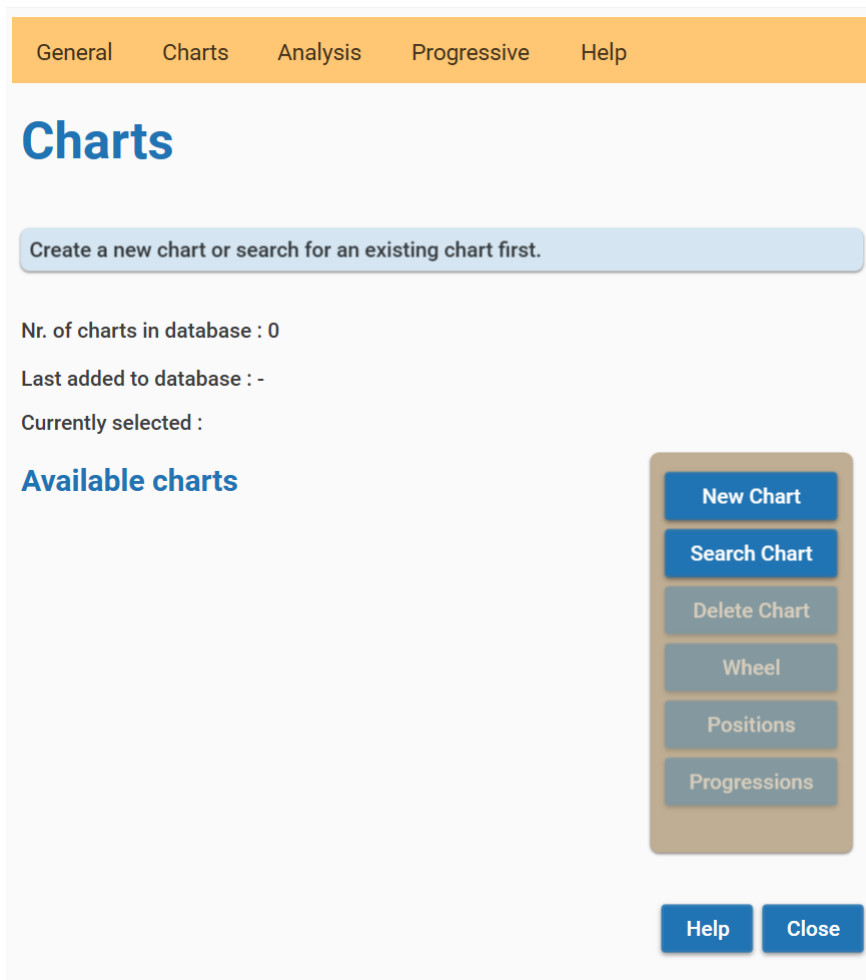 General Charts Analysis Progressive Help
Charts
Create a new chart or search for an existing chart first.
Nr. of charts in database : 0
Last added to database : -
Currently selected :
Available charts
New Chart
Search Chart
Delete Chart
Wheel
Positions
Progressions
Help Close